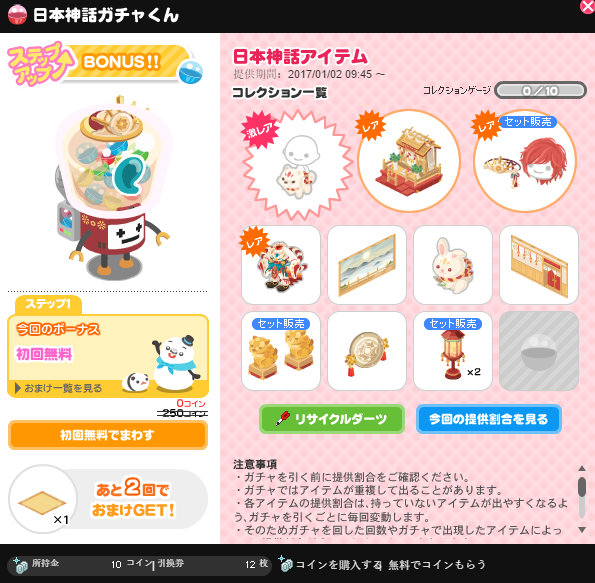 日本神話ガチャくん
ステップアップ BONUS!!
日本神話アイテム
提供期間： 2017/01/02 09:45 ～
コレクション一覧
コレクションゲージ 0 / 10
激レア
レア
レア セット販売
レア
セット販売
セット販売
×2
ステップ1
今回のボーナス
初回無料
▶おまけ一覧を見る
0コイン
250コイン
初回無料でまわす
リサイクルダーツ
今回の提供割合を見る
×1
あと2回で
おまけGET！
注意事項
・ガチャを引く前に提供割合をご確認ください。
・ガチャではアイテムが重複して出ることがあります。
・各アイテムの提供割合は、持っていないアイテムが出やすくなるよ
う、ガチャを引くごとに毎回変動します。
・そのためガチャを回した回数やガチャで出現したアイテムによっ
所持金 10 コイン 引換券 12 枚
コインを購入する 無料でコインもらう